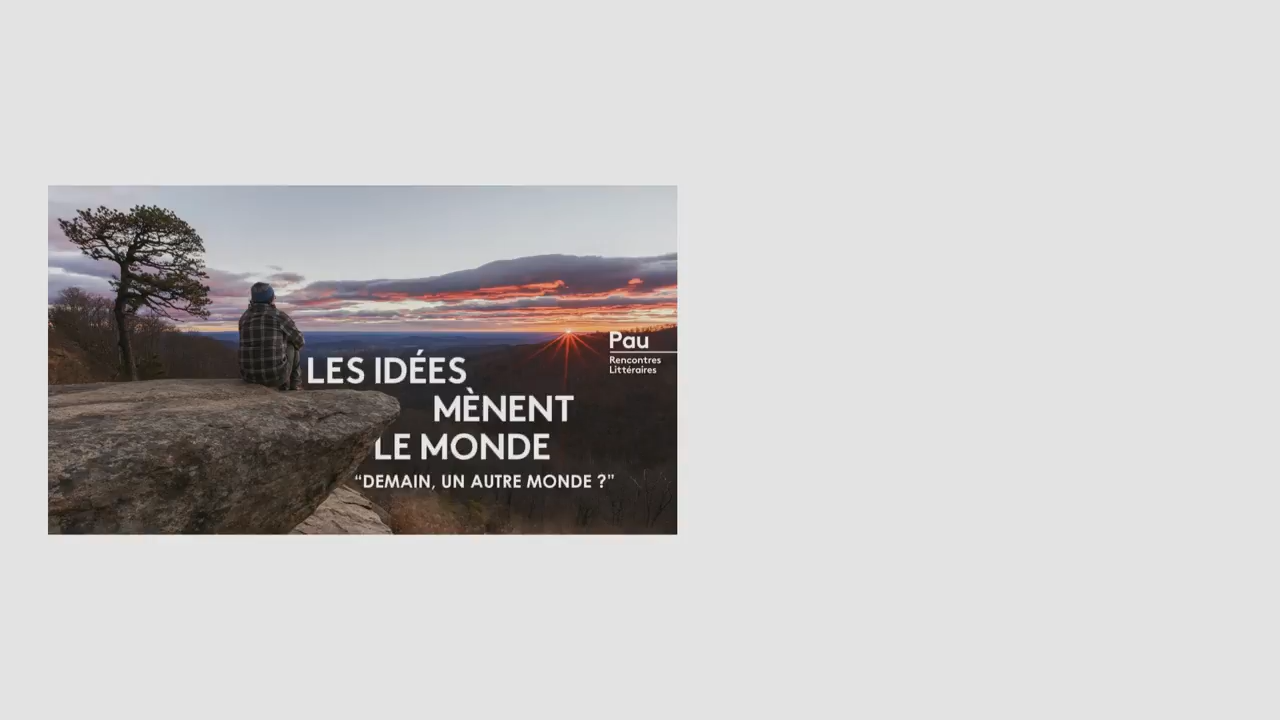 LES IDÉES
MÈNENT
LE MONDE
“DEMAIN, UN AUTRE MONDE ?”
Pau
Rencontres
Littéraires